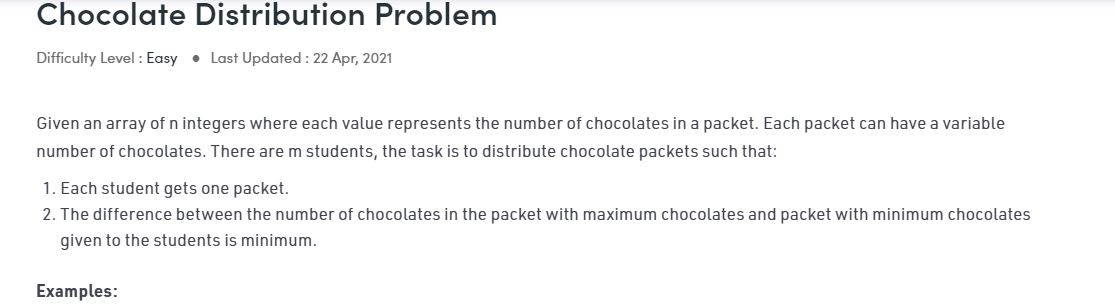 Chocolate Distribution Problem
Difficulty Level : Easy ● Last Updated : 22 Apr, 2021
Given an array of n integers where each value represents the number of chocolates in a packet. Each packet can have a variable
number of chocolates. There are m students, the task is to distribute chocolate packets such that:
1. Each student gets one packet.
2. The difference between the number of chocolates in the packet with maximum chocolates and packet with minimum chocolates
given to the students is minimum.
Examples: